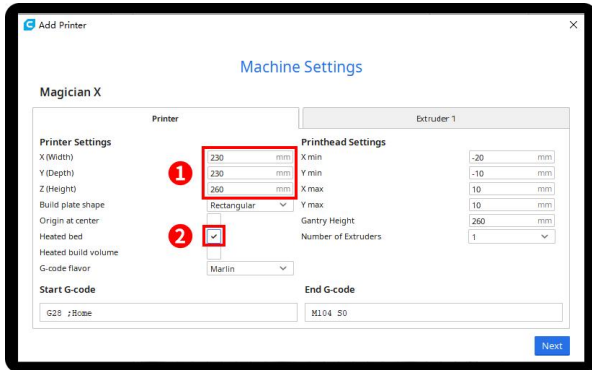 Add Printer
Machine Settings
Magician X
Printer
Extruder 1
Printer Settings
X (Width) 230 mm
Y (Depth) 230 mm
Z (Height) 260 mm
Build plate shape Rectangular
Origin at center
Heated bed
Heated build volume
G-code flavor Marlin
1
2
Printhead Settings
X min -20 mm
Y min -10 mm
X max 10 mm
Y max 10 mm
Gantry Height 260 mm
Number of Extruders 1
Start G-code
G28 ;Home
End G-code
M104 S0
Next